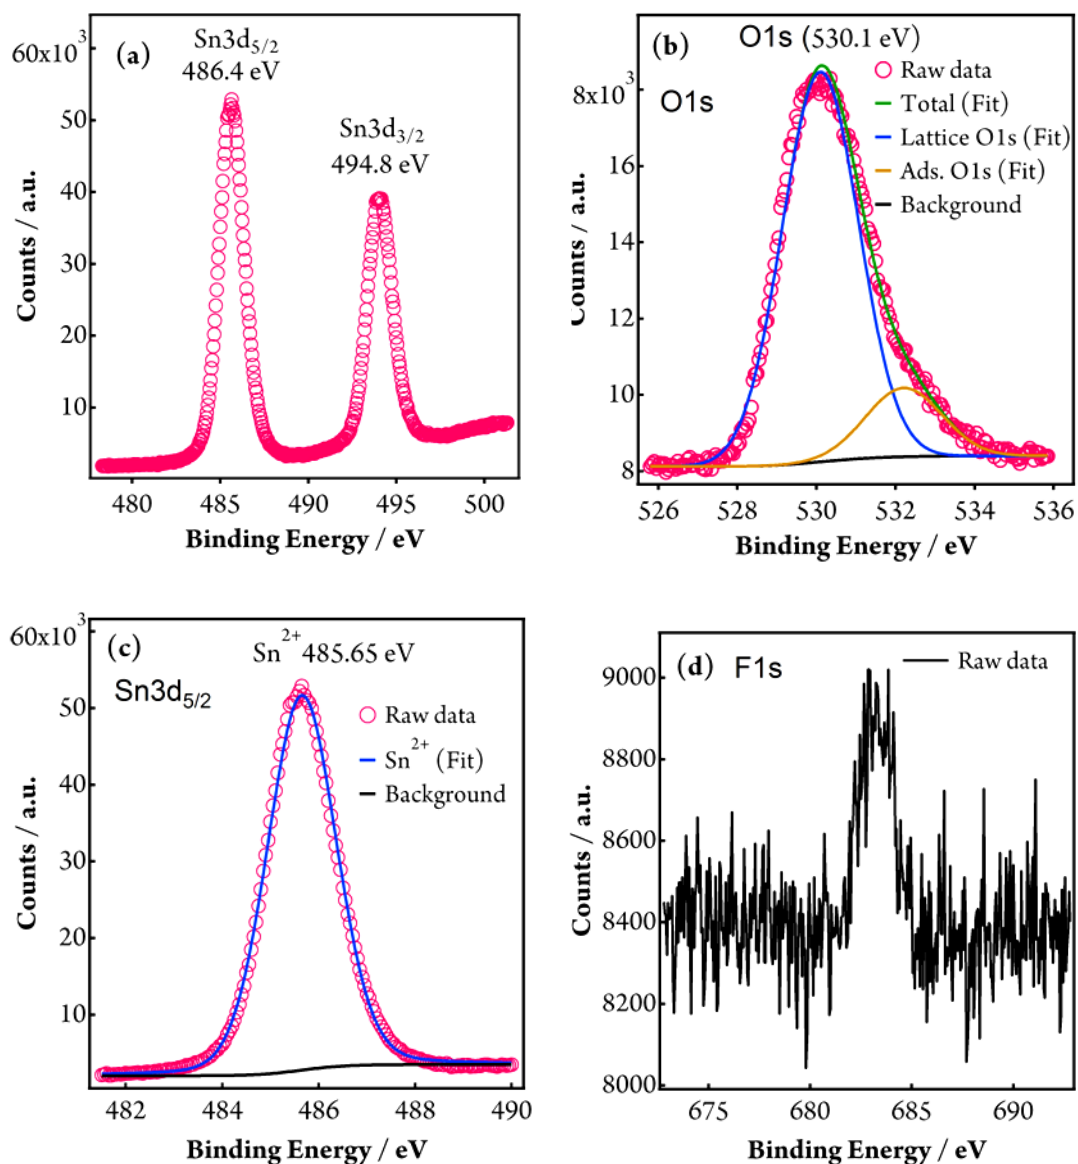 (a)
Sn3d5/2
486.4 eV
Sn3d3/2
494.8 eV
60x10³
50
40
30
20
10
Counts / a.u.
480 485 490 495 500
Binding Energy / eV
(b)
O1s (530.1 eV)
O1s
Raw data
Total (Fit)
Lattice O1s (Fit)
Ads. O1s (Fit)
Background
8x10³
16
14
12
10
8
Counts / a.u.
526 528 530 532 534 536
Binding Energy / eV
(c)
Sn²⁺ 485.65 eV
Sn3d5/2
Raw data
Sn²⁺ (Fit)
Background
60x10³
50
40
30
20
10
Counts / a.u.
482 484 486 488 490
Binding Energy / eV
(d)
F1s
Raw data
9000
8800
8600
8400
8200
8000
Counts / a.u.
675 680 685 690
Binding Energy / eV